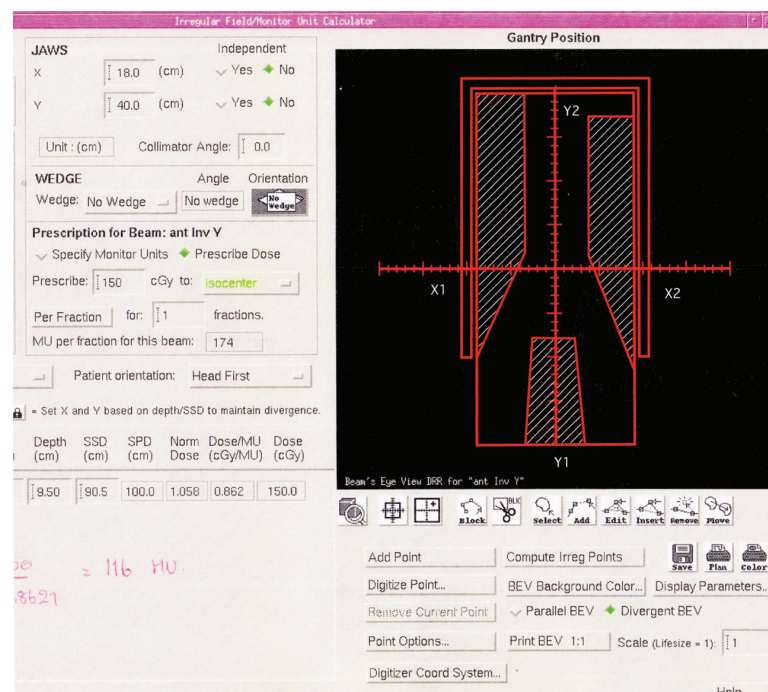 Irregular Field/Monitor Unit Calculator
JAWS Independent
X 18.0 (cm) Yes No
Y 40.0 (cm) Yes No
Unit : (cm) Collimator Angle: 0.0
WEDGE Angle Orientation
Wedge: No Wedge No wedge No Wedge
Prescription for Beam: ant Inv Y
Specify Monitor Units Prescribe Dose
Prescribe: 150 cGy to: Isocenter
Per Fraction for: 1 fractions.
MU per fraction for this beam: 174
Patient orientation: Head First
= Set X and Y based on depth/SSD to maintain divergence.
Depth SSD SPD Norm Dose/MU Dose
(cm) (cm) (cm) Dose (cGy/MU) (cGy)
9.50 90.5 100.0 1.058 0.862 150.0
= 116 MU.
8621
Gantry Position
Y2
X1 X2
Y1
Beam's Eye View DRR for "ant Inv Y"
BLK
Block Select Add Edit Insert Remove Move
Add Point Compute Irreg Points Save Plan Color
Digitize Point... BEV Background Color... Display Parameters...
Remove Current Point Parallel BEV Divergent BEV
Point Options... Print BEV 1:1 Scale (Lifesize = 1): 1
Digitizer Coord System...
Help